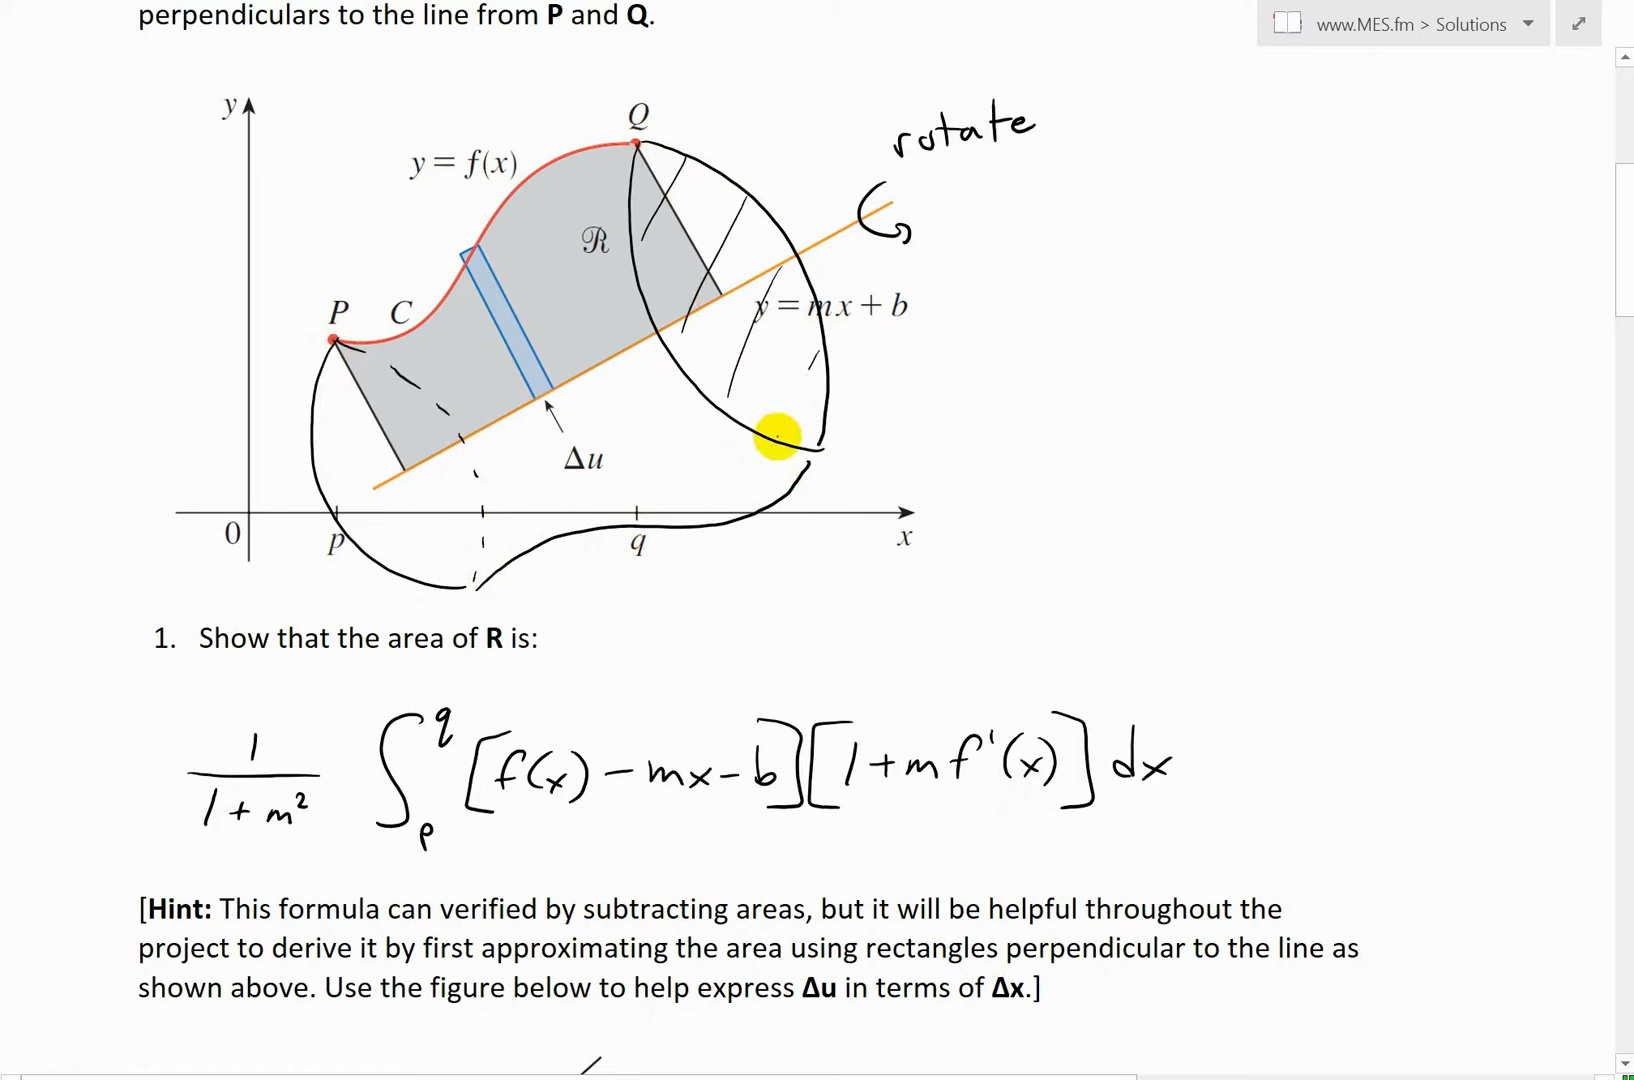 perpendiculars to the line from P and Q.
www.MES.fm > Solutions
y
Q
rotate
y = f(x)
ℛ
P
C
y = mx + b
Δu
0
p
q
x
1. Show that the area of R is:
1/(1 + m²) ∫_p^q [f(x) − mx − b][1 + m f'(x)] dx
[Hint: This formula can verified by subtracting areas, but it will be helpful throughout the
project to derive it by first approximating the area using rectangles perpendicular to the line as
shown above. Use the figure below to help express Δu in terms of Δx.]